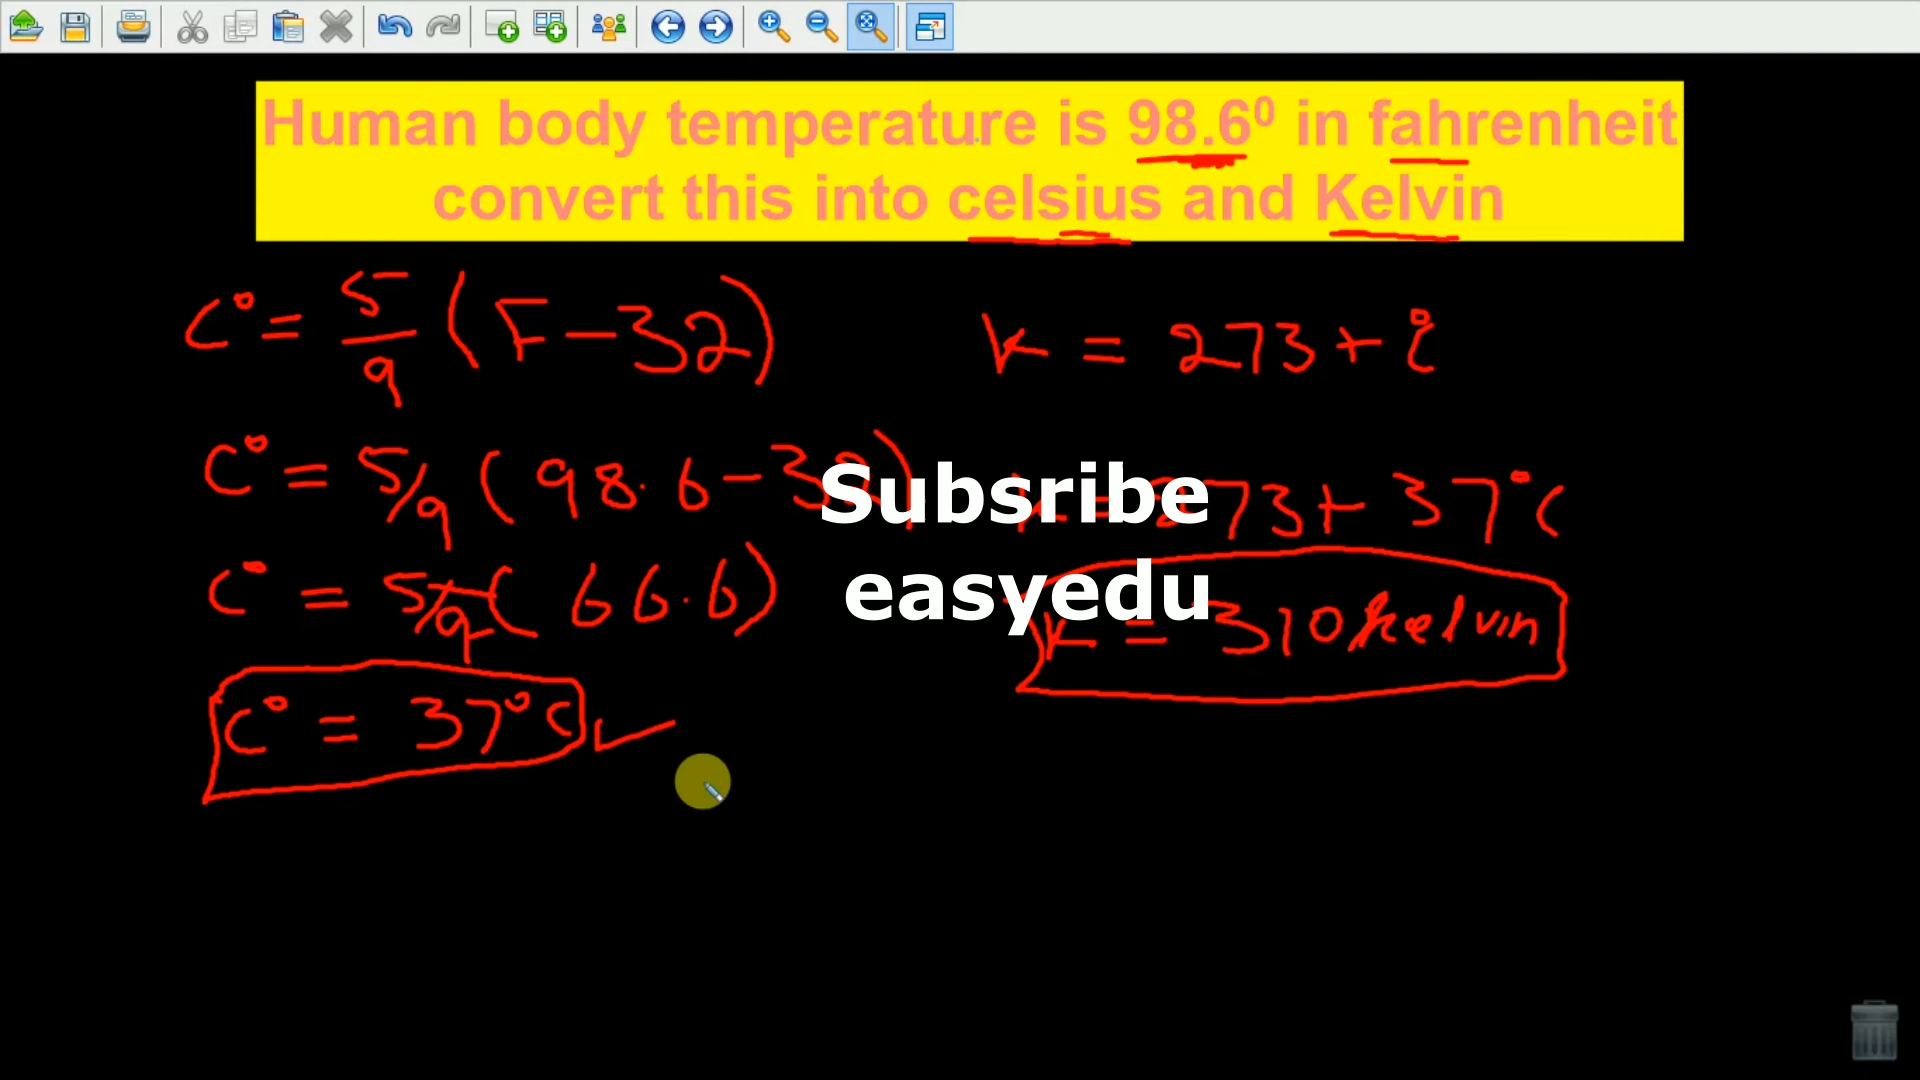 Human body temperature is 98.6⁰ in fahrenheit
convert this into celsius and Kelvin
C° = 5/9 (F - 32)
K = 273 + C°
C° = 5/9 (98.6 - 32)
K = 273 + 37°C
C° = 5/9 (66.6)
K = 310 Kelvin
C° = 37°C
Subsribe
easyedu